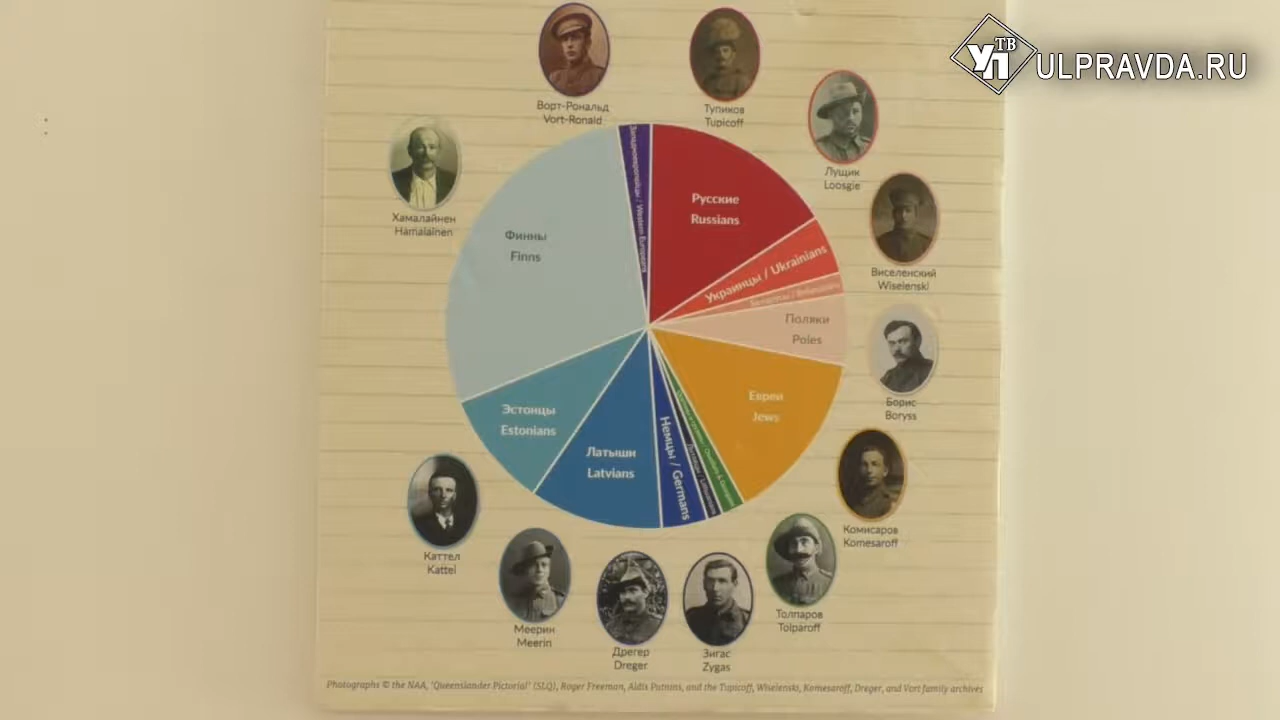 УП ТВ
ULPRAVDA.RU
Ворт-Рональд
Vort-Ronald
Тупиков
Tupicoff
Лущик
Loosgie
Хамалайнен
Hamalainen
Виселенский
Wiselenski
Борис
Boryss
Комисаров
Komesaroff
Толпаров
Tolparoff
Зигас
Zygas
Дрегер
Dreger
Меерин
Meerin
Каттел
Kattel
Западноевропейцы / Western Europeans
Русские
Russians
Украинцы / Ukrainians
Поляки
Poles
Евреи
Jews
Немцы / Germans
Латыши
Latvians
Эстонцы
Estonians
Финны
Finns
Photographs © the NAA, 'Queenslander Pictorial' (SLQ), Roger Freeman, Aldis Putnins, and the Tupicoff, Wiselenski, Komesaroff, Dreger, and Vort family archives